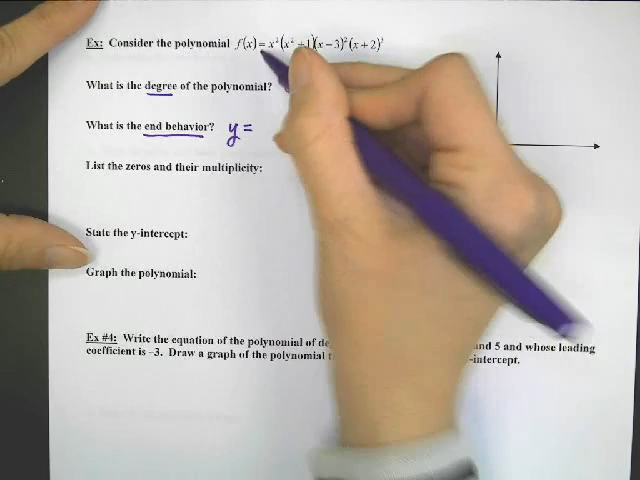 Ex: Consider the polynomial f(x) = x²(x² + 1)(x − 3)²(x + 2)³
What is the degree of the polynomial?
What is the end behavior? y =
List the zeros and their multiplicity:
State the y-intercept:
Graph the polynomial:
Ex #4: Write the equation of the polynomial of and 5 and whose leading
coefficient is –3. Draw a graph of the polynomial -intercept.